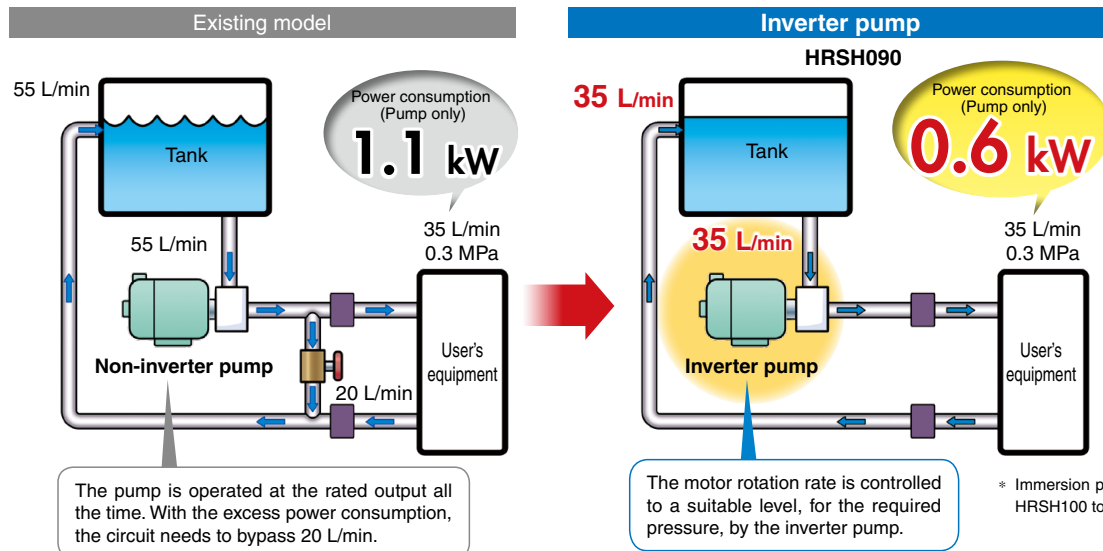 Existing model
55 L/min
Tank
Power consumption
(Pump only)
1.1 kW
35 L/min
0.3 MPa
55 L/min
Non-inverter pump
20 L/min
User's
equipment
The pump is operated at the rated output all
the time. With the excess power consumption,
the circuit needs to bypass 20 L/min.
Inverter pump
HRSH090
35 L/min
Tank
Power consumption
(Pump only)
0.6 kW
35 L/min
0.3 MPa
35 L/min
Inverter pump
User's
equipment
The motor rotation rate is controlled
to a suitable level, for the required
pressure, by the inverter pump.
* Immersion
HRSH100 to